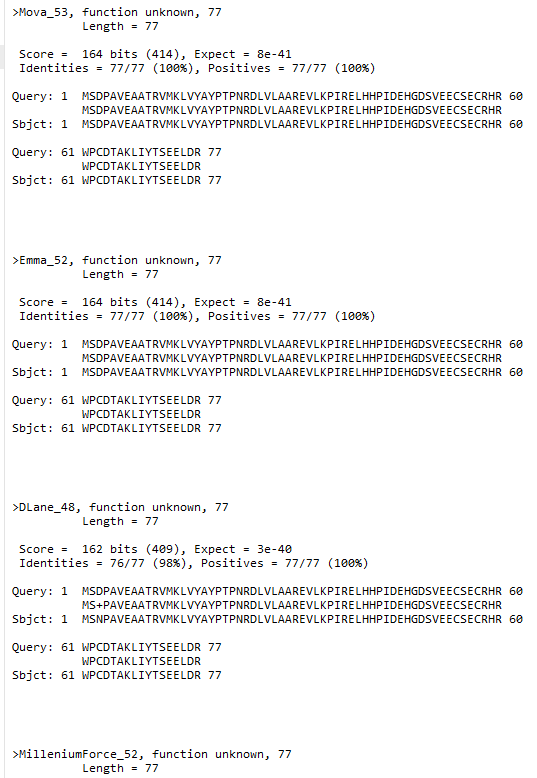 >Mova_53, function unknown, 77
Length = 77
Score = 164 bits (414), Expect = 8e-41
Identities = 77/77 (100%), Positives = 77/77 (100%)
Query: 1 MSDPAVEAATRVMKLVYAYPTPNRDLVLAAREVLKPIRELHHPIDEHGDSVEECSECRHR 60
MSDPAVEAATRVMKLVYAYPTPNRDLVLAAREVLKPIRELHHPIDEHGDSVEECSECRHR
Sbjct: 1 MSDPAVEAATRVMKLVYAYPTPNRDLVLAAREVLKPIRELHHPIDEHGDSVEECSECRHR 60
Query: 61 WPCDTAKLIYTSEELDR 77
WPCDTAKLIYTSEELDR
Sbjct: 61 WPCDTAKLIYTSEELDR 77
>Emma_52, function unknown, 77
Length = 77
Score = 164 bits (414), Expect = 8e-41
Identities = 77/77 (100%), Positives = 77/77 (100%)
Query: 1 MSDPAVEAATRVMKLVYAYPTPNRDLVLAAREVLKPIRELHHPIDEHGDSVEECSECRHR 60
MSDPAVEAATRVMKLVYAYPTPNRDLVLAAREVLKPIRELHHPIDEHGDSVEECSECRHR
Sbjct: 1 MSDPAVEAATRVMKLVYAYPTPNRDLVLAAREVLKPIRELHHPIDEHGDSVEECSECRHR 60
Query: 61 WPCDTAKLIYTSEELDR 77
WPCDTAKLIYTSEELDR
Sbjct: 61 WPCDTAKLIYTSEELDR 77
>DLane_48, function unknown, 77
Length = 77
Score = 162 bits (409), Expect = 3e-40
Identities = 76/77 (98%), Positives = 77/77 (100%)
Query: 1 MSDPAVEAATRVMKLVYAYPTPNRDLVLAAREVLKPIRELHHPIDEHGDSVEECSECRHR 60
MS+PAVEAATRVMKLVYAYPTPNRDLVLAAREVLKPIRELHHPIDEHGDSVEECSECRHR
Sbjct: 1 MSNPAVEAATRVMKLVYAYPTPNRDLVLAAREVLKPIRELHHPIDEHGDSVEECSECRHR 60
Query: 61 WPCDTAKLIYTSEELDR 77
WPCDTAKLIYTSEELDR
Sbjct: 61 WPCDTAKLIYTSEELDR 77
>MilleniumForce_52, function unknown, 77
Length = 77